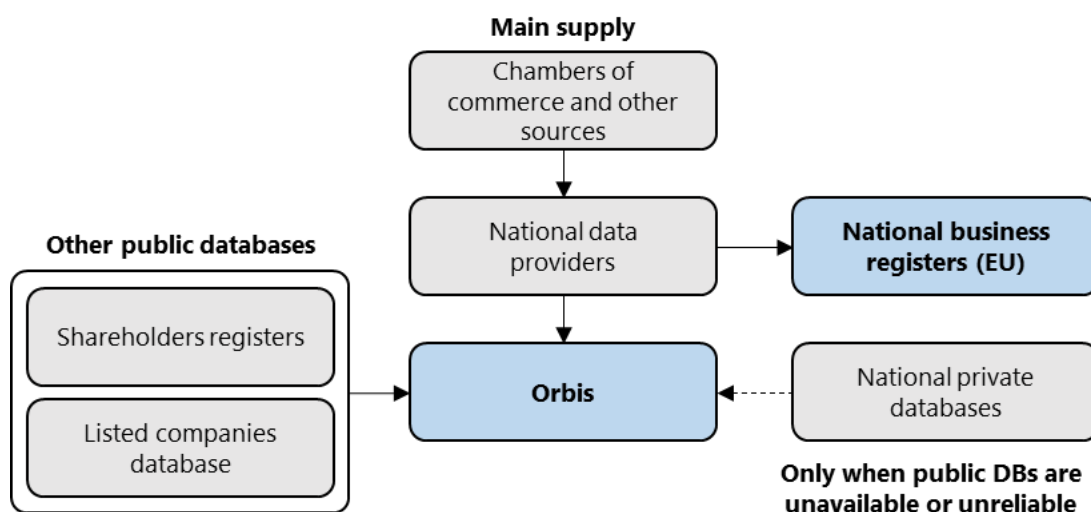 Main supply
Chambers of
commerce and other
sources
National data
providers
National business
registers (EU)
Other public databases
Shareholders registers
Listed companies
database
Orbis
National private
databases
Only when public DBs are
unavailable or unreliable